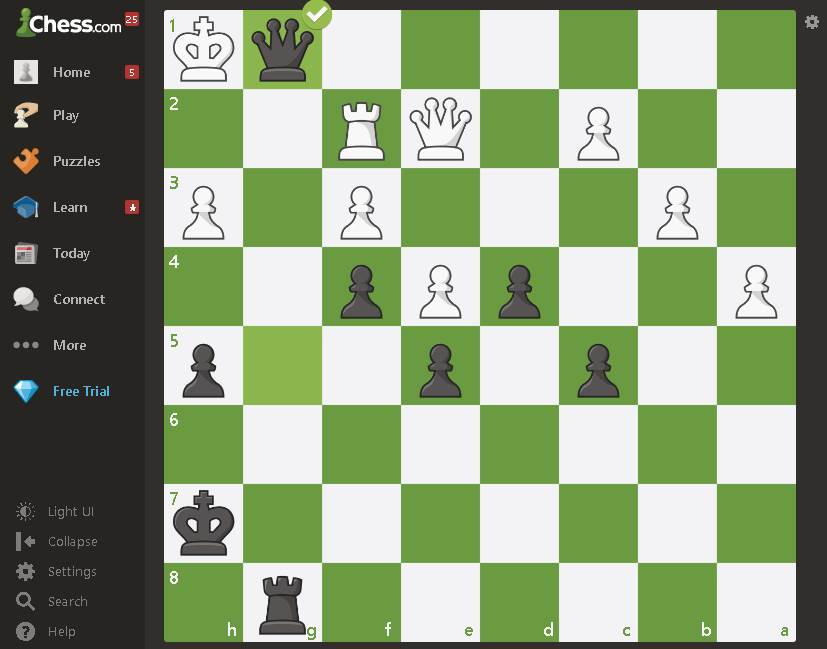 Chess.com 25
Home 5
Play
Puzzles
Learn
Today
Connect
More
Free Trial
Light UI
Collapse
Settings
Search
Help
1
2
3
4
5
6
7
8
h g f e d c b a